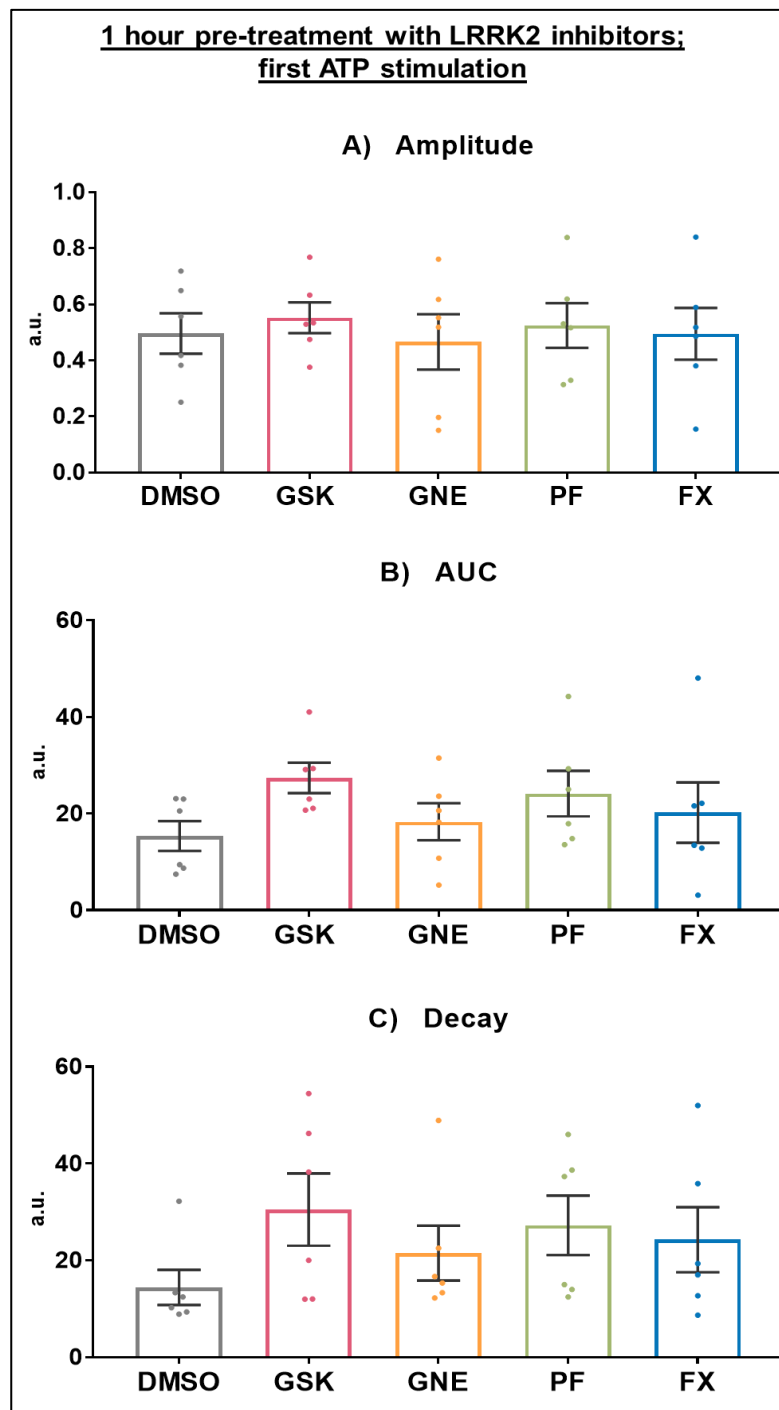 1 hour pre-treatment with LRRK2 inhibitors;
first ATP stimulation
A) Amplitude
1.0
0.8
0.6
0.4
0.2
0.0
a.u.
DMSO GSK GNE PF FX
B) AUC
60
40
20
0
a.u.
DMSO GSK GNE PF FX
C) Decay
60
40
20
0
a.u.
DMSO GSK GNE PF FX